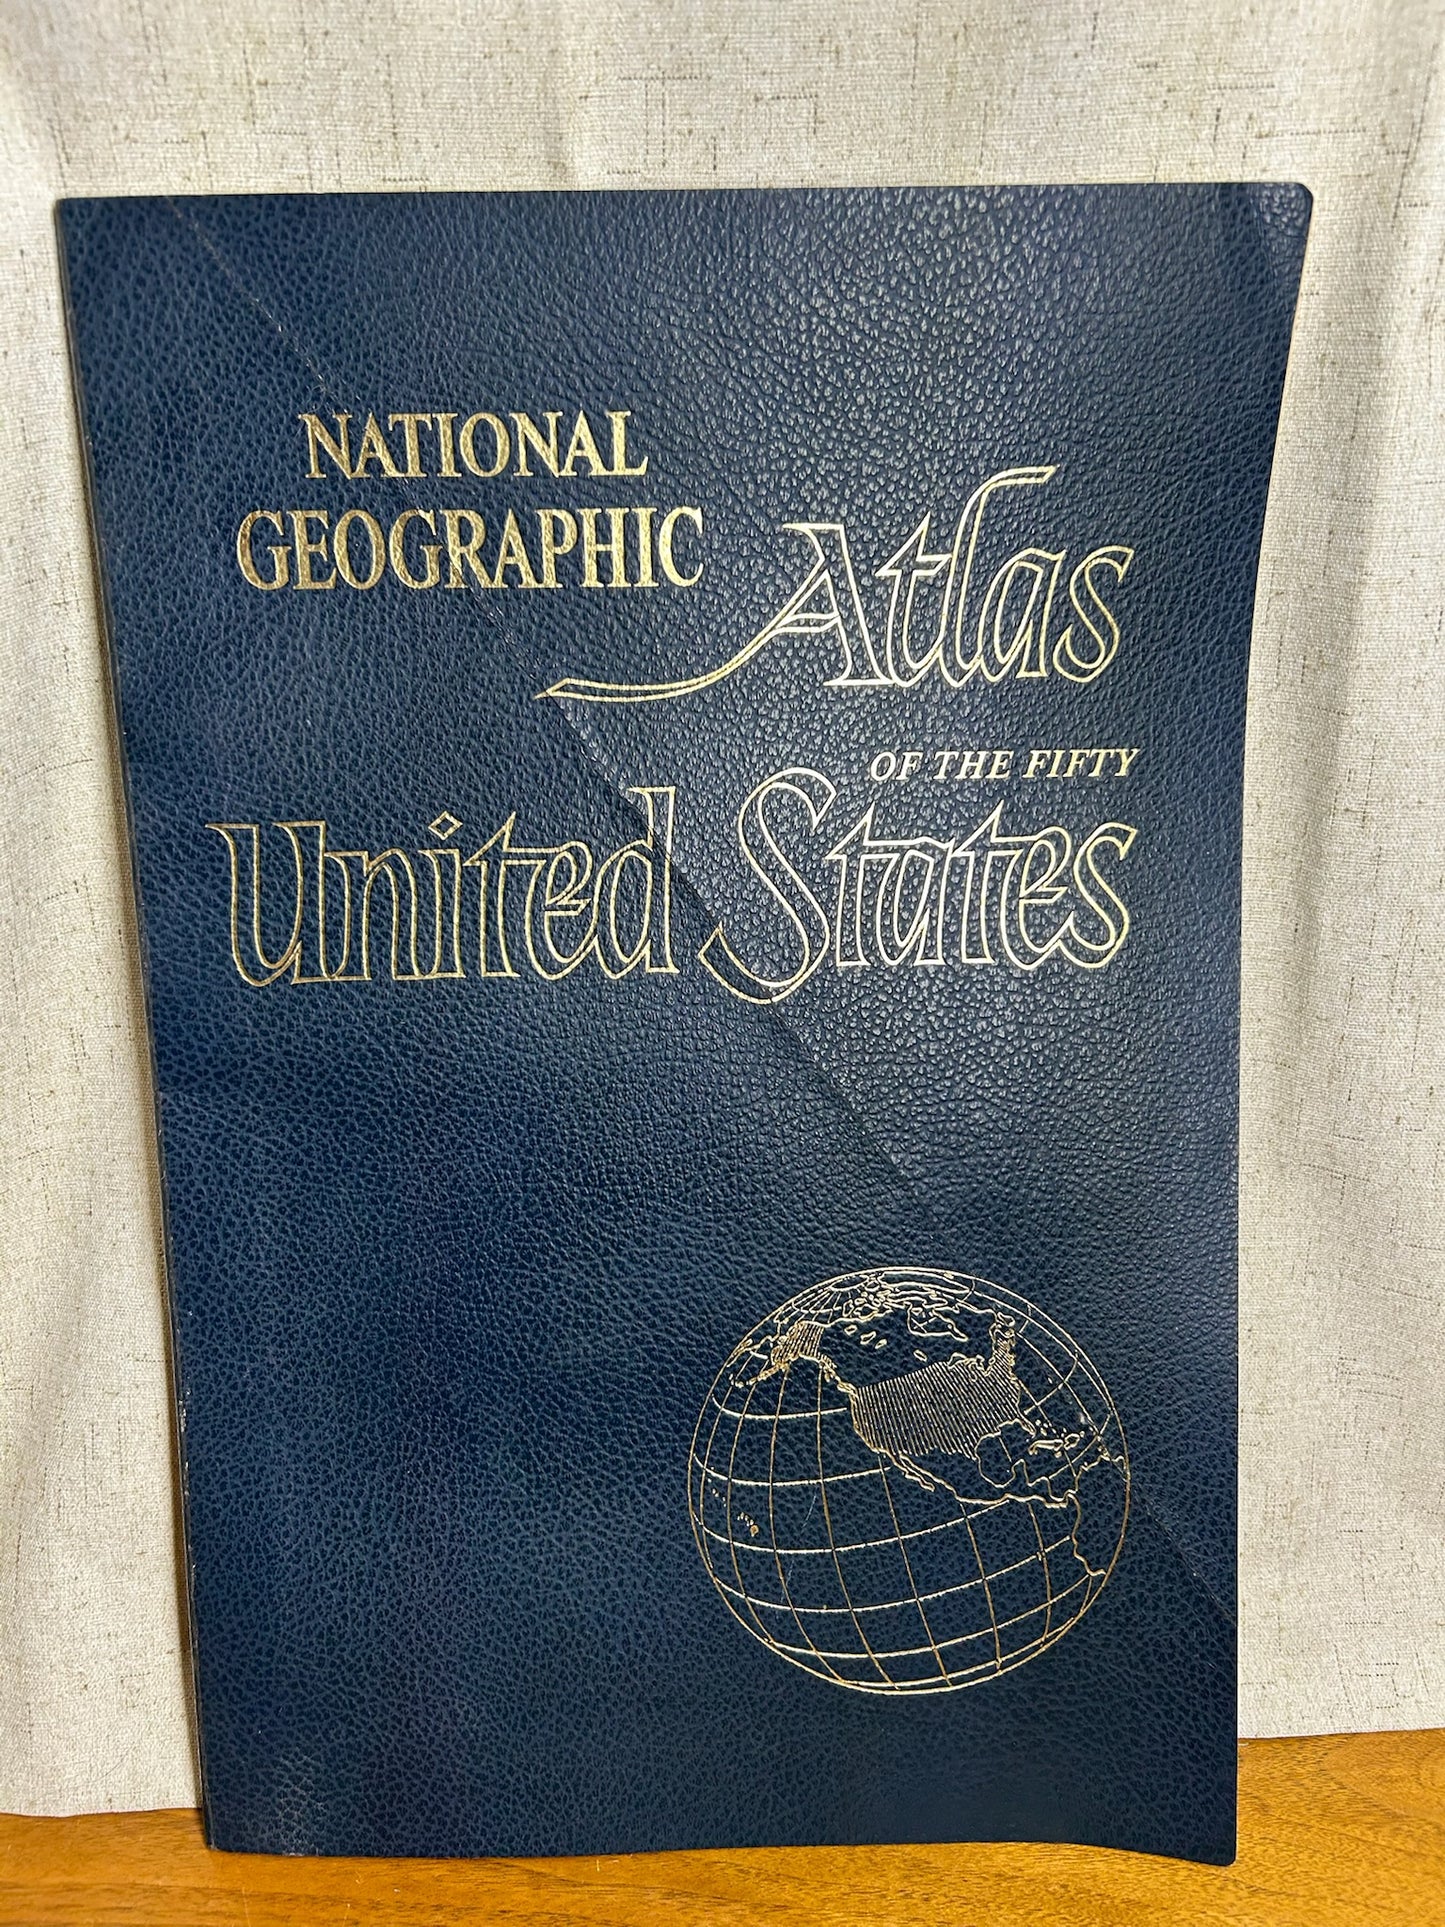 NATIONAL
GEOGRAPHIC
Atlas
OF THE FIFTY
United States